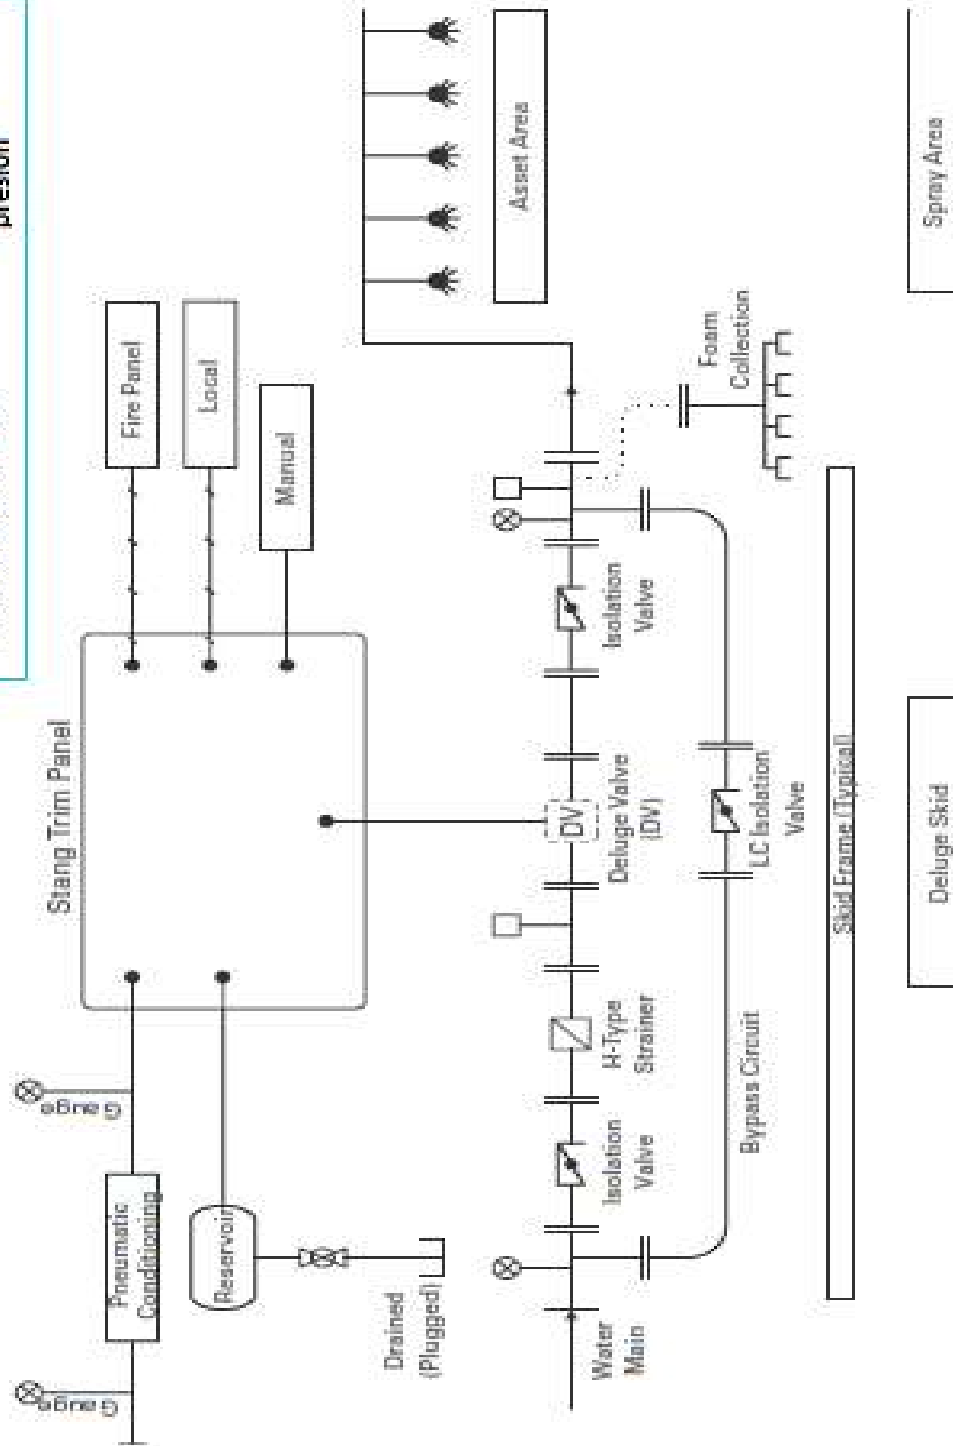 presión
Stang Trim Panel
Gauge
Gauge
Pneumatic
Conditioning
Reservoir
Drained
(Plugged)
Fire Panel
Local
Manual
Asset Area
Water
Main
Isolation
Valve
H-Type
Strainer
DV
Deluge Valve
(DV)
Isolation
Valve
Foam
Collection
Bypass Circuit
LC Isolation
Valve
Skid Frame (Typical)
Deluge Skid
Spray Area